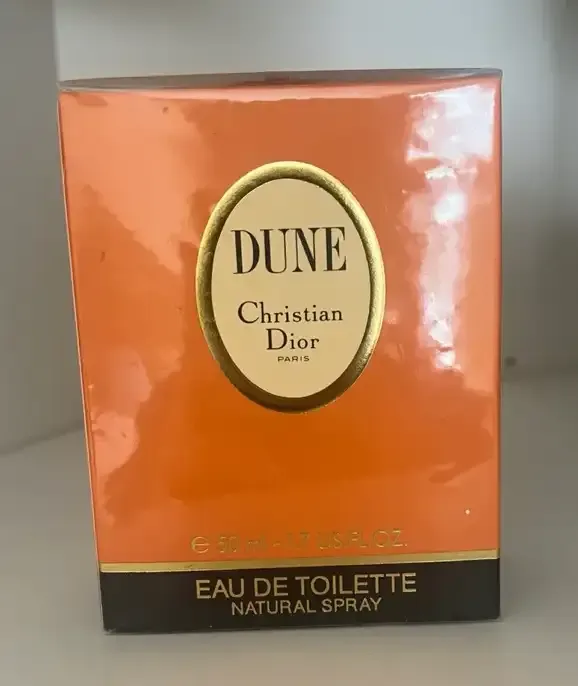 DUNE
Christian
Dior
PARIS
℮ 50 ml - 1.7 US.FL.OZ.
EAU DE TOILETTE
NATURAL SPRAY